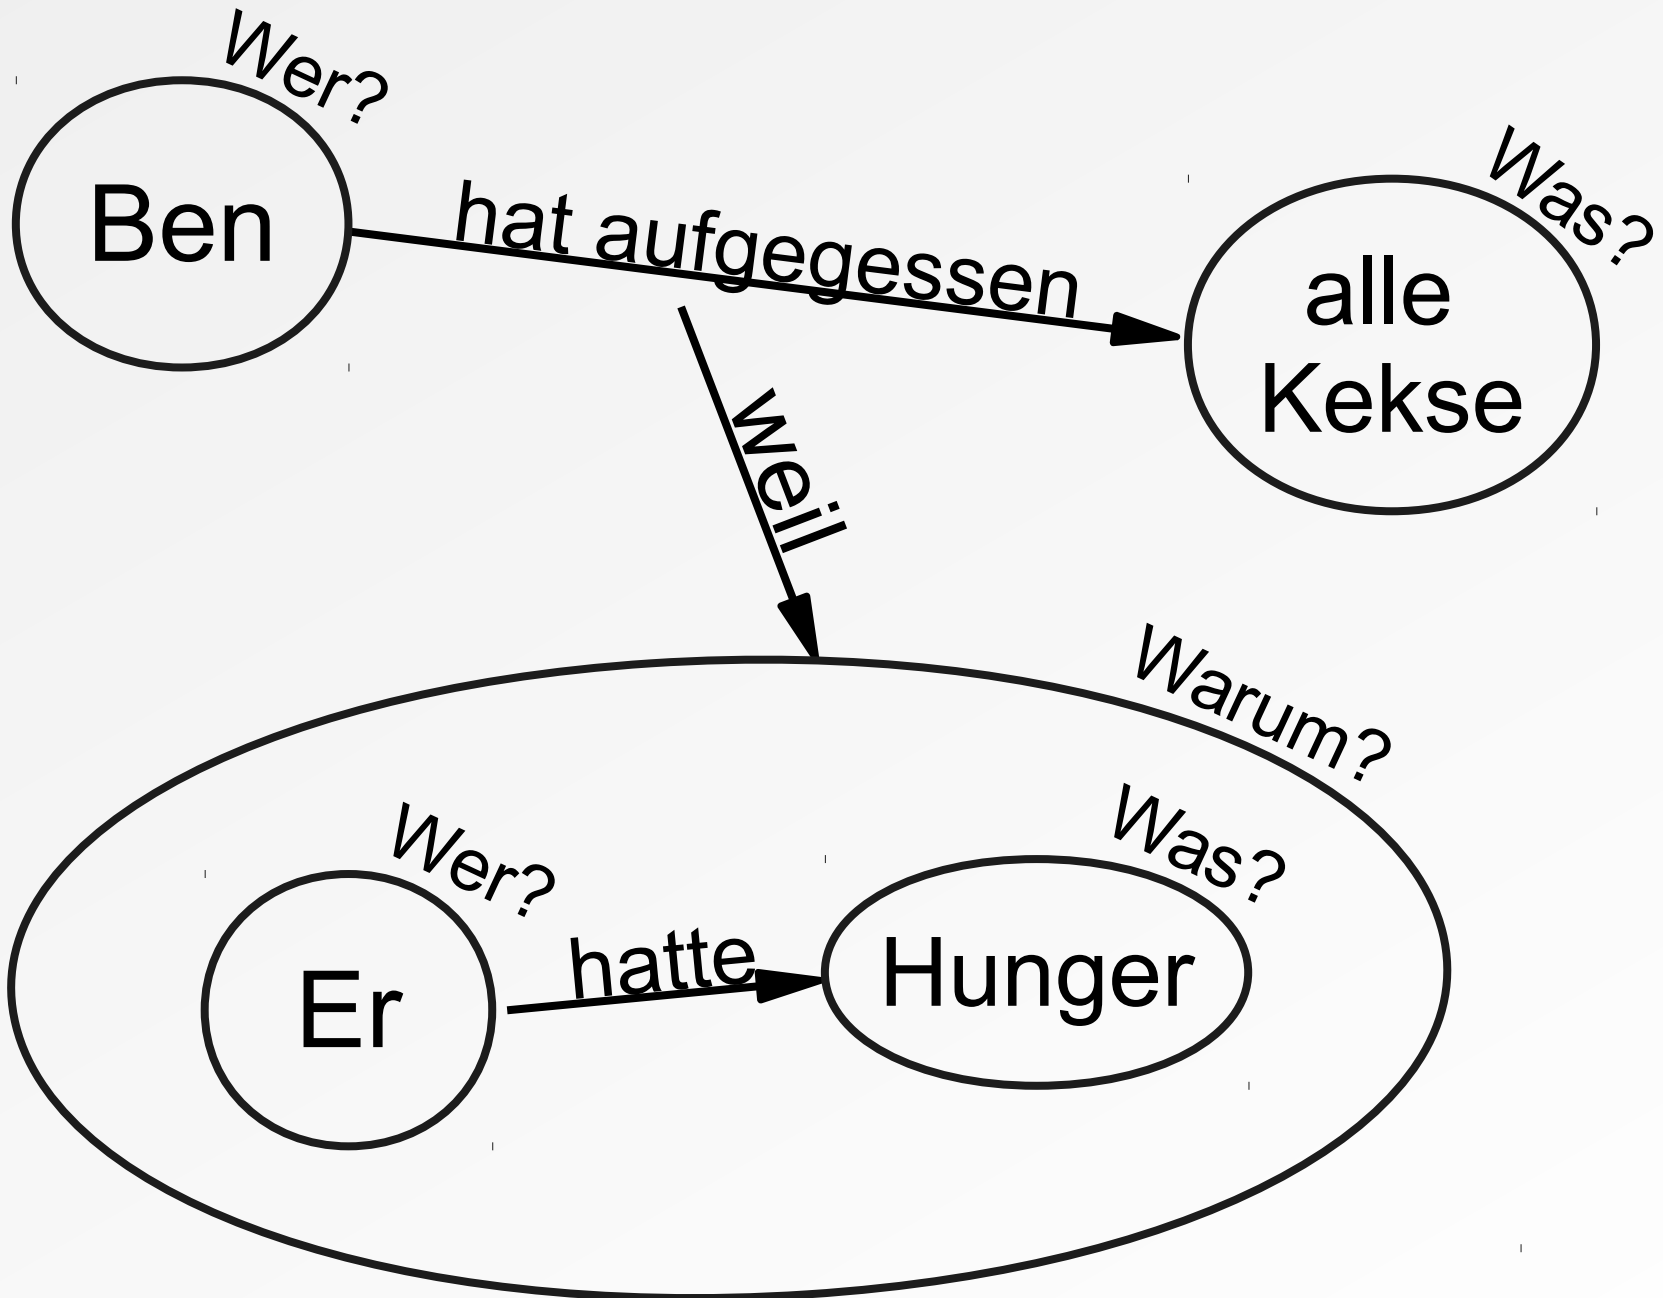 Wer?
Ben
hat aufgegessen
Was?
alle
Kekse
weil
Warum?
Wer?
Er
hatte
Was?
Hunger